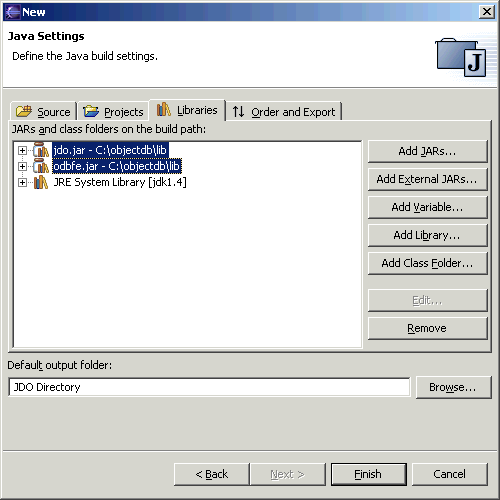 New
Java Settings
Define the Java build settings.
J
Source Projects Libraries Order and Export
JARs and class folders on the build path:
jdo.jar - C:\objectdb\lib
odbfe.jar - C:\objectdb\lib
JRE System Library [jdk1.4]
Add JARs...
Add External JARs...
Add Variable...
Add Library...
Add Class Folder...
Edit...
Remove
Default output folder:
JDO Directory
Browse...
< Back Next > Finish Cancel